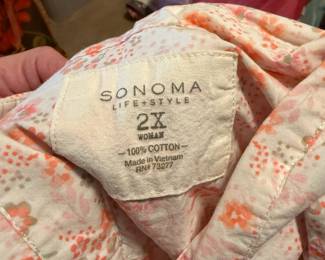 SONOMA
LIFE+STYLE
2X
WOMAN
—100% COTTON—
Made in Vietnam
RN# 73277